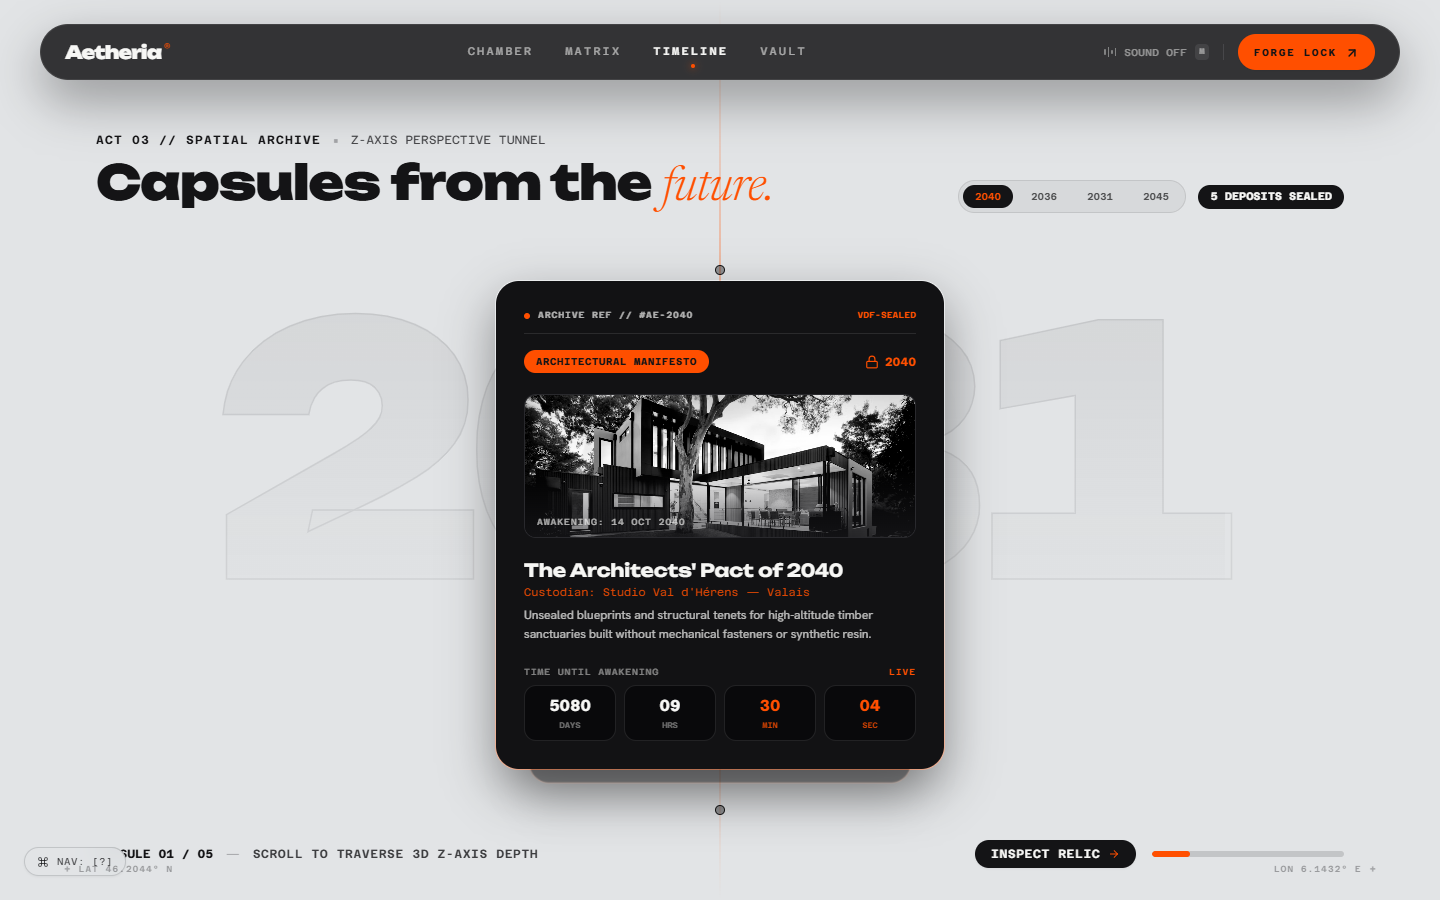 Aetheria
CHAMBER
MATRIX
TIMELINE
VAULT
SOUND OFF
FORGE LOCK
ACT 03 // SPATIAL ARCHIVE
Z-AXIS PERSPECTIVE TUNNEL
Capsules from the future.
2040
2036
2031
2045
5 DEPOSITS SEALED
ARCHIVE REF // #AE-2040
VDF-SEALED
ARCHITECTURAL MANIFESTO
2040
AWAKENING: 14 OCT 2040
The Architects' Pact of 2040
Custodian: Studio Val d'Hérens — Valais
Unsealed blueprints and structural tenets for high-altitude timber
sanctuaries built without mechanical fasteners or synthetic resin.
TIME UNTIL AWAKENING
LIVE
5080
DAYS
09
HRS
30
MIN
04
SEC
⌘ NAV: [?]
SULE 01 / 05 — SCROLL TO TRAVERSE 3D Z-AXIS DEPTH
INSPECT RELIC →
+ LAT 46.2044° N
LON 6.1432° E +